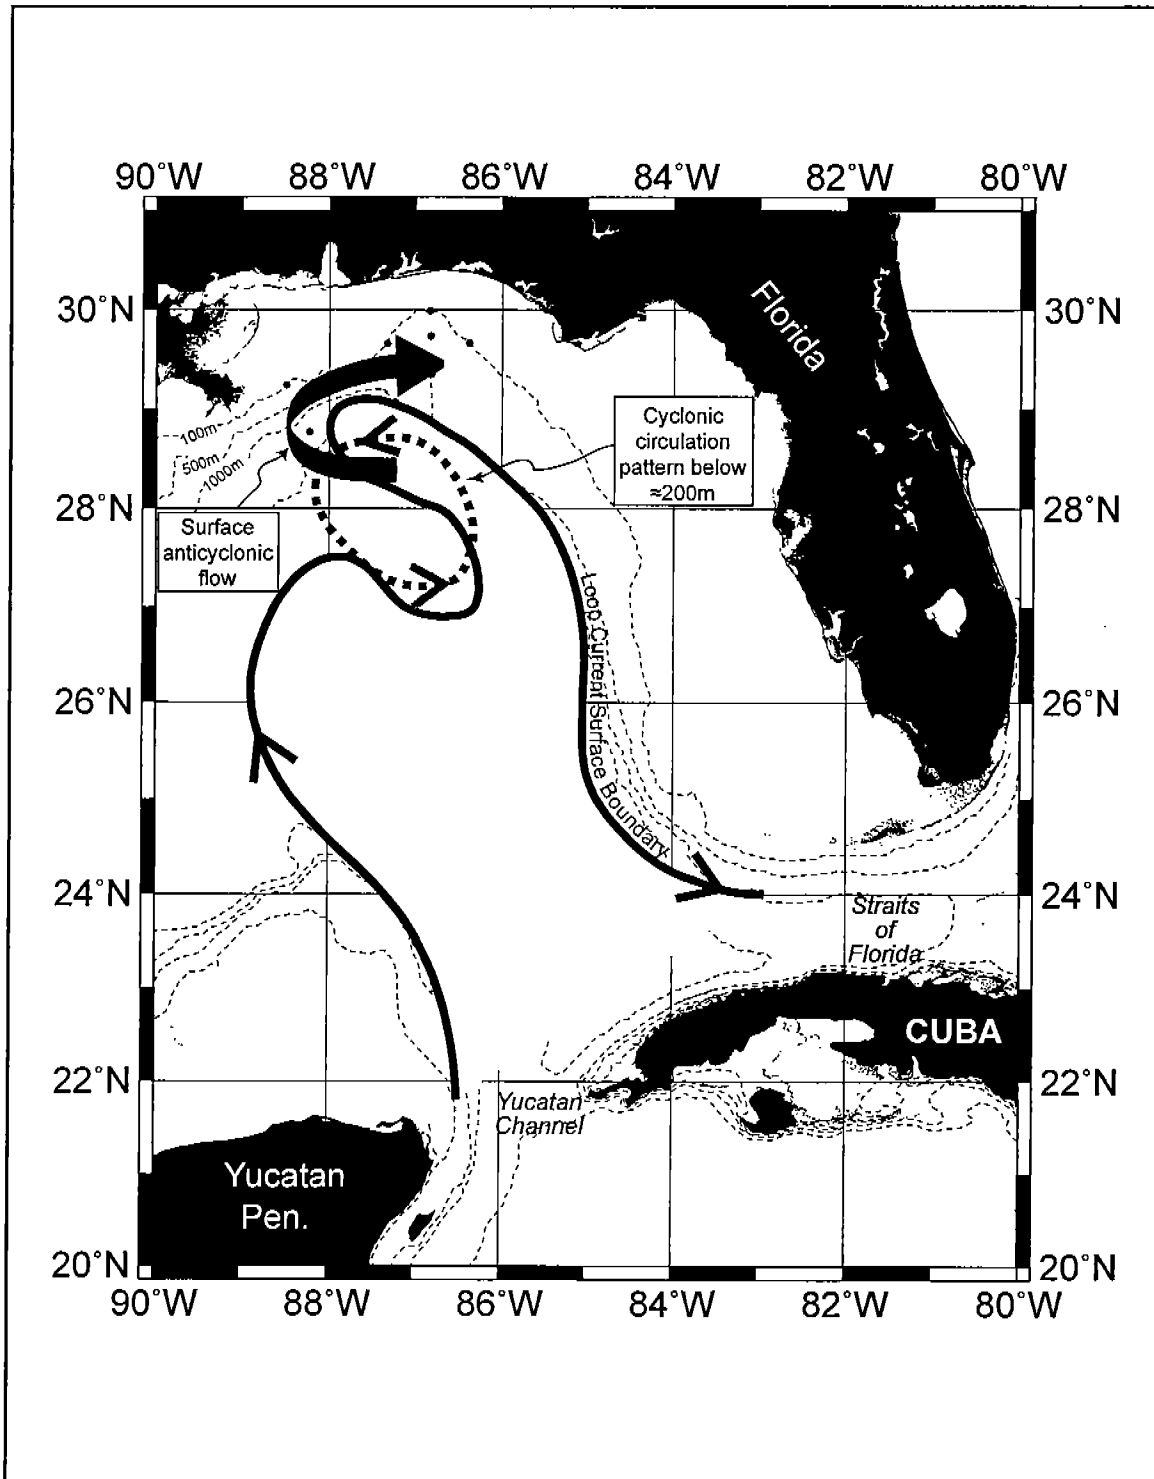 90°W 88°W 86°W 84°W 82°W 80°W
30°N 30°N
Florida
100m
500m
1000m
Cyclonic
circulation
pattern below
≈200m
28°N 28°N
Surface
anticyclonic
flow
Loop Current Surface Boundary
26°N 26°N
24°N 24°N
Straits
of
Florida
CUBA
22°N 22°N
Yucatan
Channel
Yucatan
Pen.
20°N 20°N
90°W 88°W 86°W 84°W 82°W 80°W